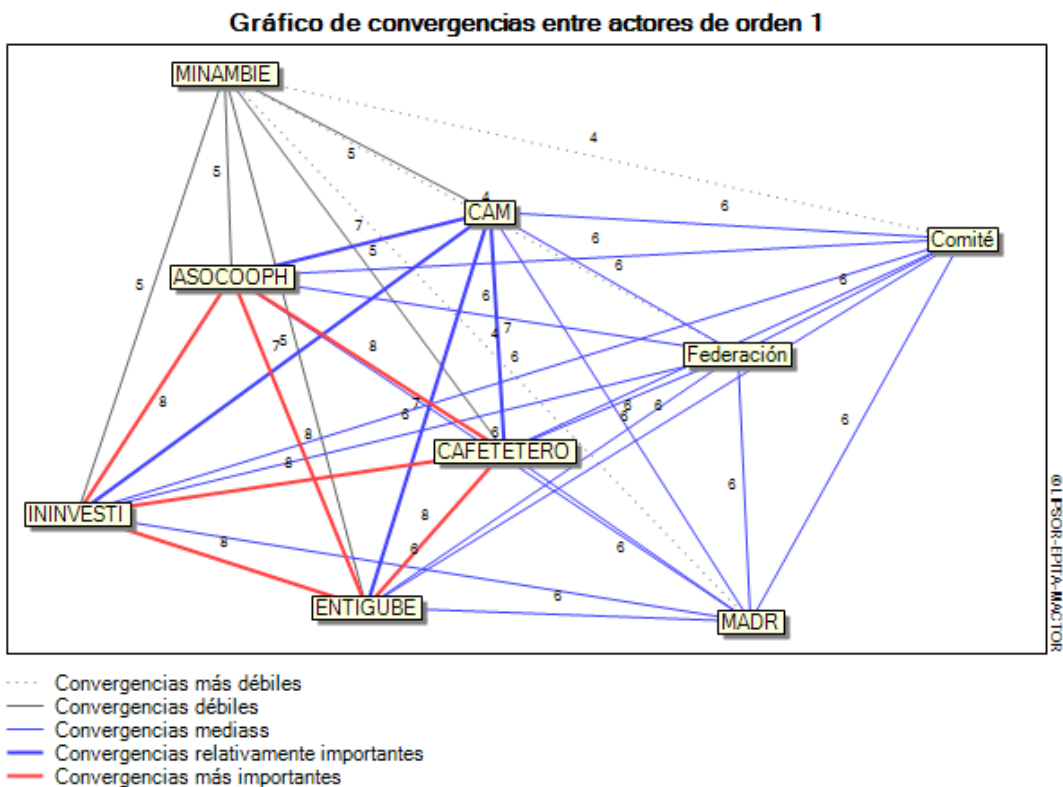 Gráfico de convergencias entre actores de orden 1
MINAMBIE
4
5
5
4
CAM
6
7
6
Comité
5
6
ASOCOOPH
5
6
6
4
7
7
5
8
6
Federación
8
7
6
6
6
6
6
8
6
CAFETETERO
8
6
ININVESTI
8
8
6
6
6
ENTIGUBE
MADR
© LIPSOR-EPITA-MACTOR
Convergencias más débiles
Convergencias débiles
Convergencias mediass
Convergencias relativamente importantes
Convergencias más importantes